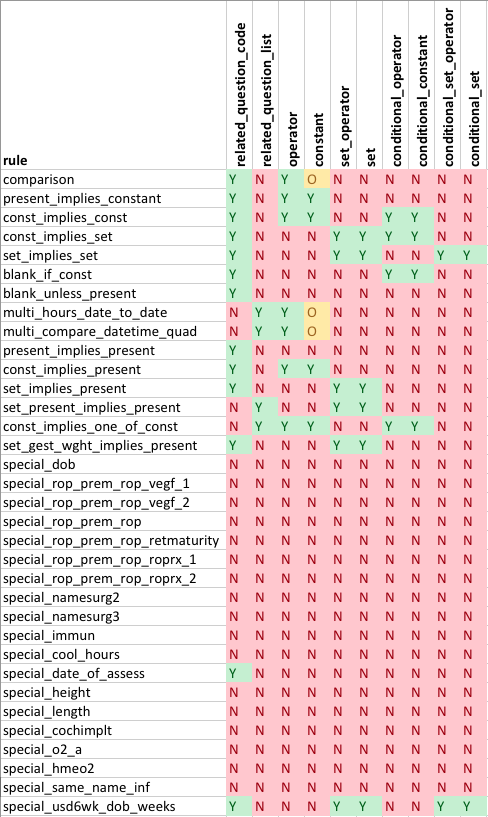 rule related_question_code related_question_list operator constant set_operator set conditional_operator conditional_constant conditional_set_operator conditional_set
comparison Y N Y O N N N N N N
present_implies_constant Y N Y Y N N N N N N
const_implies_const Y N Y Y N N Y Y N N
const_implies_set Y N N N Y Y Y Y N N
set_implies_set Y N N N Y Y N N Y Y
blank_if_const Y N N N N N Y Y N N
blank_unless_present Y N N N N N N N N N
multi_hours_date_to_date N Y Y O N N N N N N
multi_compare_datetime_quad N Y Y O N N N N N N
present_implies_present Y N N N N N N N N N
const_implies_present Y N Y Y N N N N N N
set_implies_present Y N N N Y Y N N N N
set_present_implies_present N Y N N Y Y N N N N
const_implies_one_of_const N Y Y Y N N Y Y N N
set_gest_wght_implies_present Y N N N Y Y N N N N
special_dob N N N N N N N N N N
special_rop_prem_rop_vegf_1 N N N N N N N N N N
special_rop_prem_rop_vegf_2 N N N N N N N N N N
special_rop_prem_rop N N N N N N N N N N
special_rop_prem_rop_retmaturity N N N N N N N N N N
special_rop_prem_rop_roprx_1 N N N N N N N N N N
special_rop_prem_rop_roprx_2 N N N N N N N N N N
special_namesurg2 N N N N N N N N N N
special_namesurg3 N N N N N N N N N N
special_immun N N N N N N N N N N
special_cool_hours N N N N N N N N N N
special_date_of_assess Y N N N N N N N N N
special_height N N N N N N N N N N
special_length N N N N N N N N N N
special_cochimplt N N N N N N N N N N
special_o2_a N N N N N N N N N N
special_hmeo2 N N N N N N N N N N
special_same_name_inf N N N N N N N N N N
special_usd6wk_dob_weeks Y N N N Y Y N N Y Y